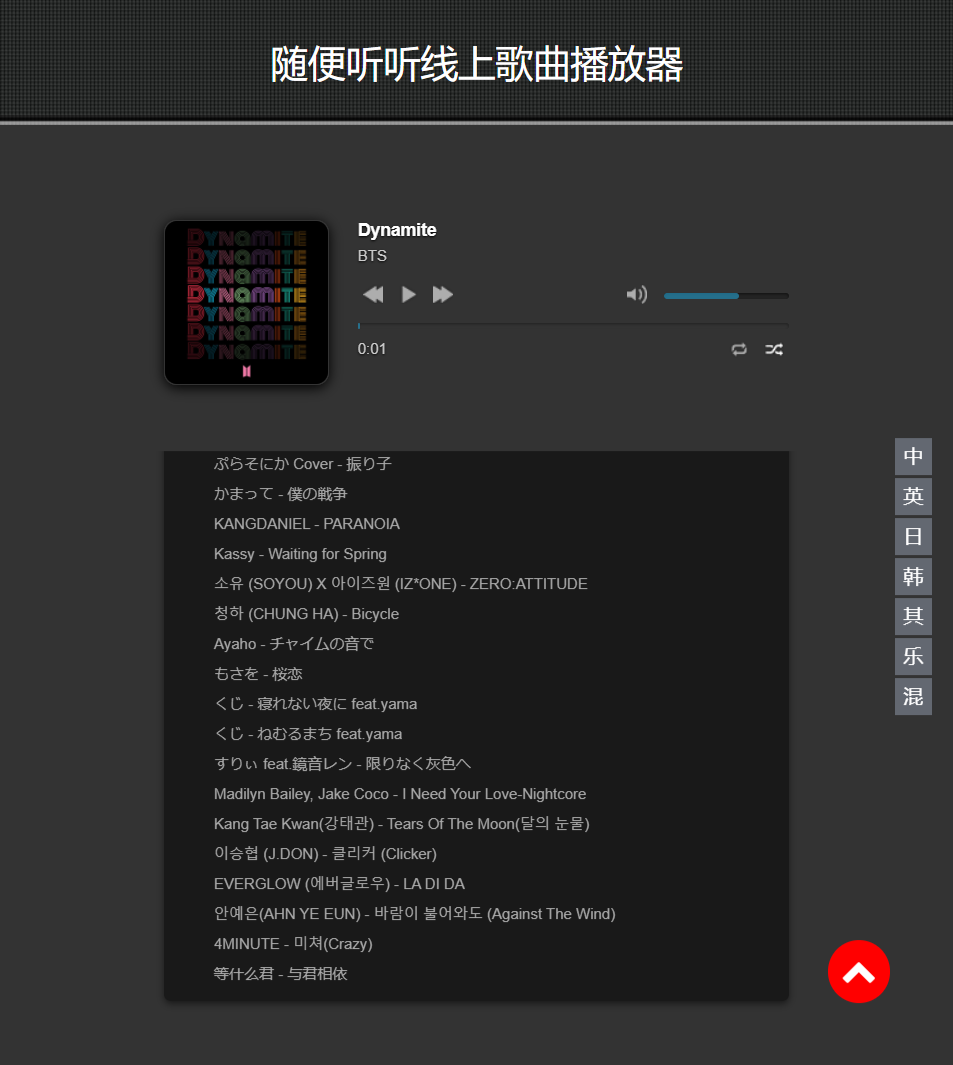 随便听听线上歌曲播放器
DYNAMITE
DYNAMITE
DYNAMITE
DYNAMITE
DYNAMITE
DYNAMITE
DYNAMITE
Dynamite
BTS
0:01
ぷらそにか Cover - 振り子
かまって - 僕の戦争
KANGDANIEL - PARANOIA
Kassy - Waiting for Spring
소유 (SOYOU) X 아이즈원 (IZ*ONE) - ZERO:ATTITUDE
청하 (CHUNG HA) - Bicycle
Ayaho - チャイムの音で
もさを - 桜恋
くじ - 寝れない夜に feat.yama
くじ - ねむるまち feat.yama
すりぃ feat.鏡音レン - 限りなく灰色へ
Madilyn Bailey, Jake Coco - I Need Your Love-Nightcore
Kang Tae Kwan(강태관) - Tears Of The Moon(달의 눈물)
이승협 (J.DON) - 클리커 (Clicker)
EVERGLOW (에버글로우) - LA DI DA
안예은(AHN YE EUN) - 바람이 불어와도 (Against The Wind)
4MINUTE - 미쳐(Crazy)
等什么君 - 与君相依
中
英
日
韩
其
乐
混